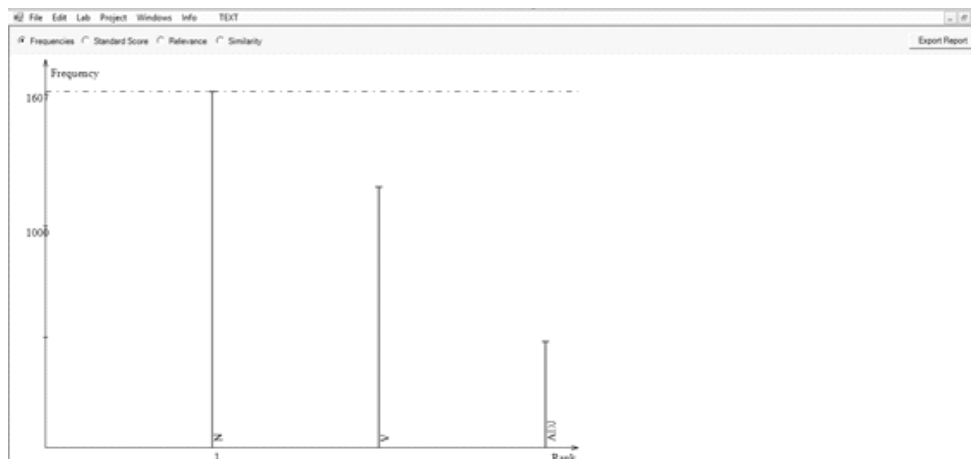 File Edit Lab Project Windows Info TEXT
Frequencies Standard Score Relevance Similarity Export Report
Frequency
1607
1000
N
V
ADJ
1
Rank